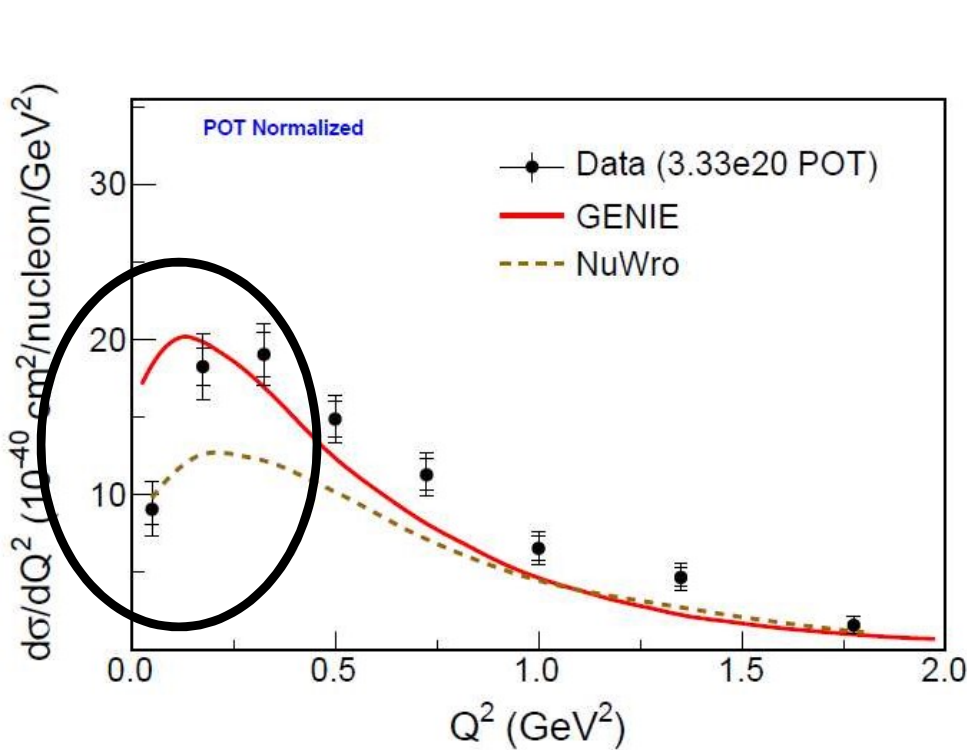 POT Normalized
Data (3.33e20 POT)
GENIE
NuWro
dσ/dQ² (10⁻⁴⁰ cm²/nucleon/GeV²)
30
20
10
0.0 0.5 1.0 1.5 2.0
Q² (GeV²)